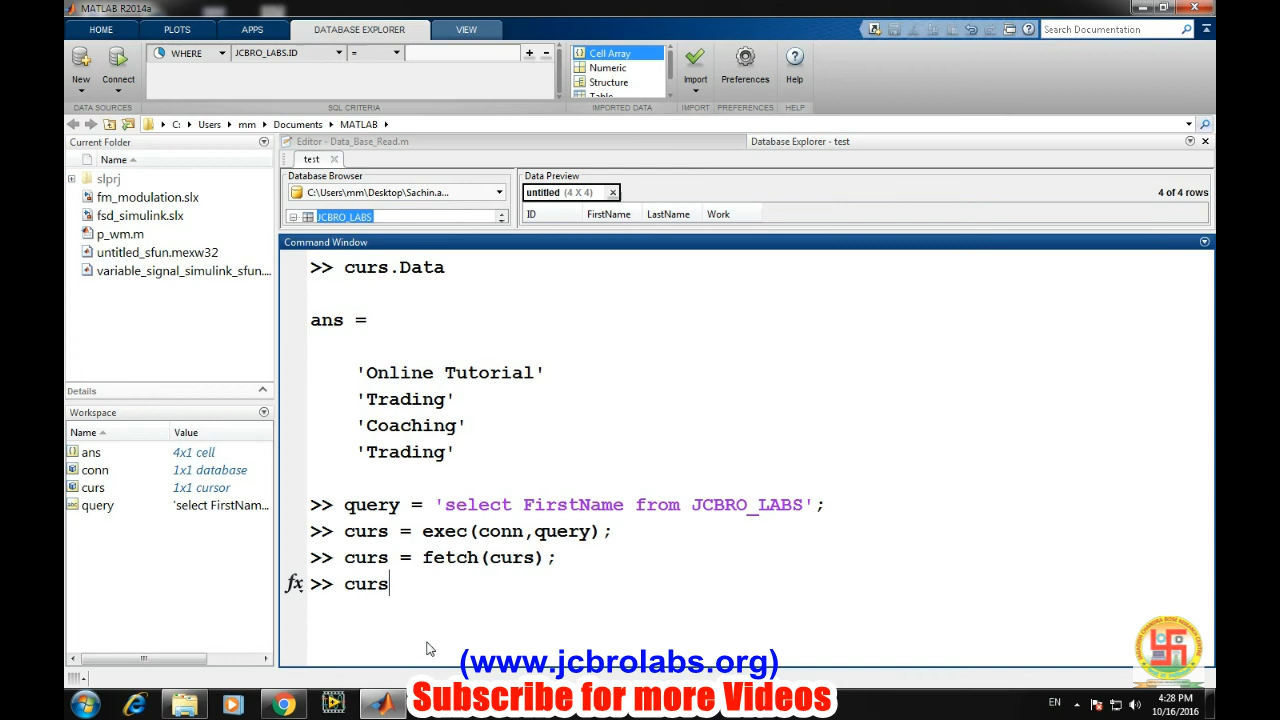 MATLAB R2014a
HOME PLOTS APPS DATABASE EXPLORER VIEW
Search Documentation
New Connect
WHERE JCBRO_LABS.ID =
Cell Array
Numeric
Structure
Table
Import Preferences Help
DATA SOURCES SQL CRITERIA IMPORTED DATA IMPORT PREFERENCES HELP
C: Users mm Documents MATLAB
Current Folder
Name
slprj
fm_modulation.slx
fsd_simulink.slx
p_wm.m
untitled_sfun.mexw32
variable_signal_simulink_sfun....
Details
Workspace
Name Value
ans 4x1 cell
conn 1x1 database
curs 1x1 cursor
query 'select FirstNam...
Editor - Data_Base_Read.m
Database Explorer - test
test
Database Browser
C:\Users\mm\Desktop\Sachin.a...
JCBRO_LABS
Data Preview
untitled (4 X 4)
4 of 4 rows
ID FirstName LastName Work
Command Window
>> curs.Data
ans =
'Online Tutorial'
'Trading'
'Coaching'
'Trading'
>> query = 'select FirstName from JCBRO_LABS';
>> curs = exec(conn,query);
>> curs = fetch(curs);
fx >> curs
(www.jcbrolabs.org)
Subscribe for more Videos
EN
4:28 PM
10/16/2016